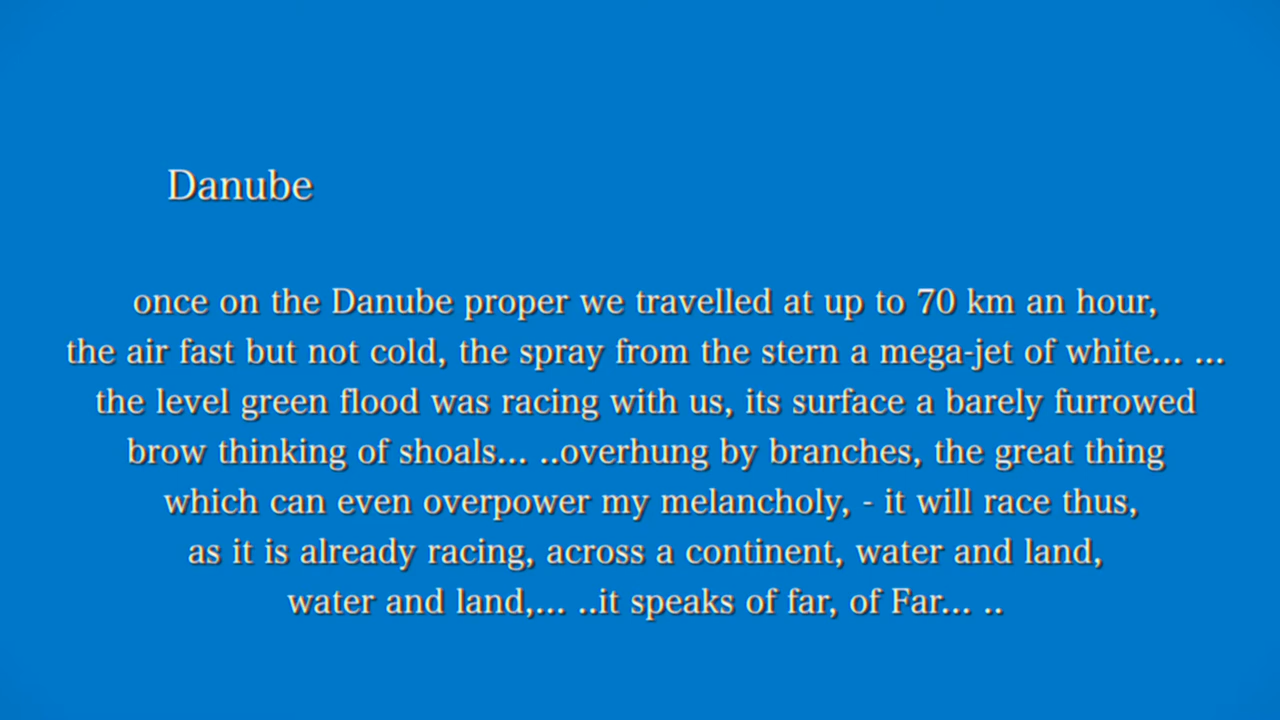 Danube
once on the Danube proper we travelled at up to 70 km an hour,
the air fast but not cold, the spray from the stern a mega-jet of white... ...
the level green flood was racing with us, its surface a barely furrowed
brow thinking of shoals... ..overhung by branches, the great thing
which can even overpower my melancholy, - it will race thus,
as it is already racing, across a continent, water and land,
water and land,... ..it speaks of far, of Far... ..